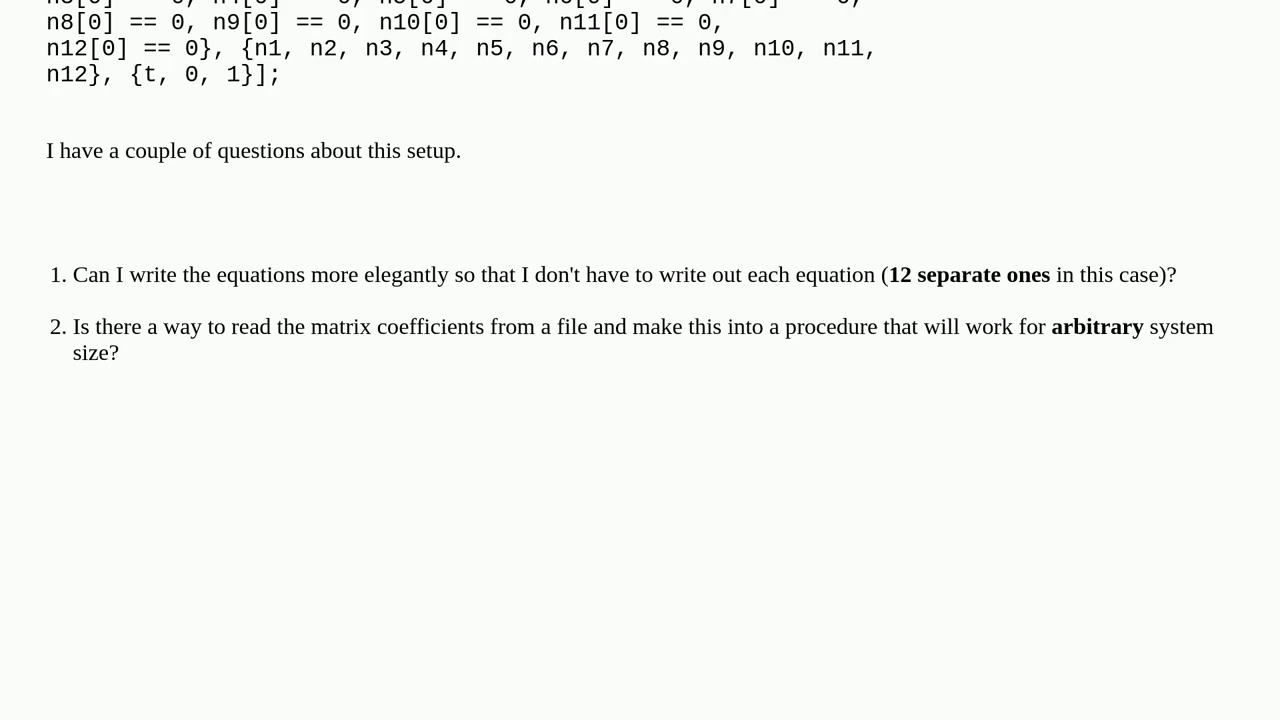 n8[0] == 0, n9[0] == 0, n10[0] == 0, n11[0] == 0,
n12[0] == 0}, {n1, n2, n3, n4, n5, n6, n7, n8, n9, n10, n11,
n12}, {t, 0, 1}];
I have a couple of questions about this setup.
1. Can I write the equations more elegantly so that I don't have to write out each equation (12 separate ones in this case)?
2. Is there a way to read the matrix coefficients from a file and make this into a procedure that will work for arbitrary system
size?